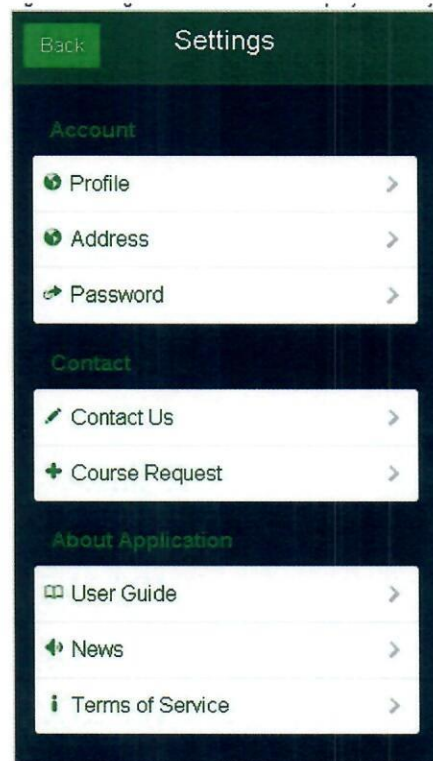 Back
Settings
Account
Profile
Address
Password
Contact
Contact Us
Course Request
About Application
User Guide
News
Terms of Service